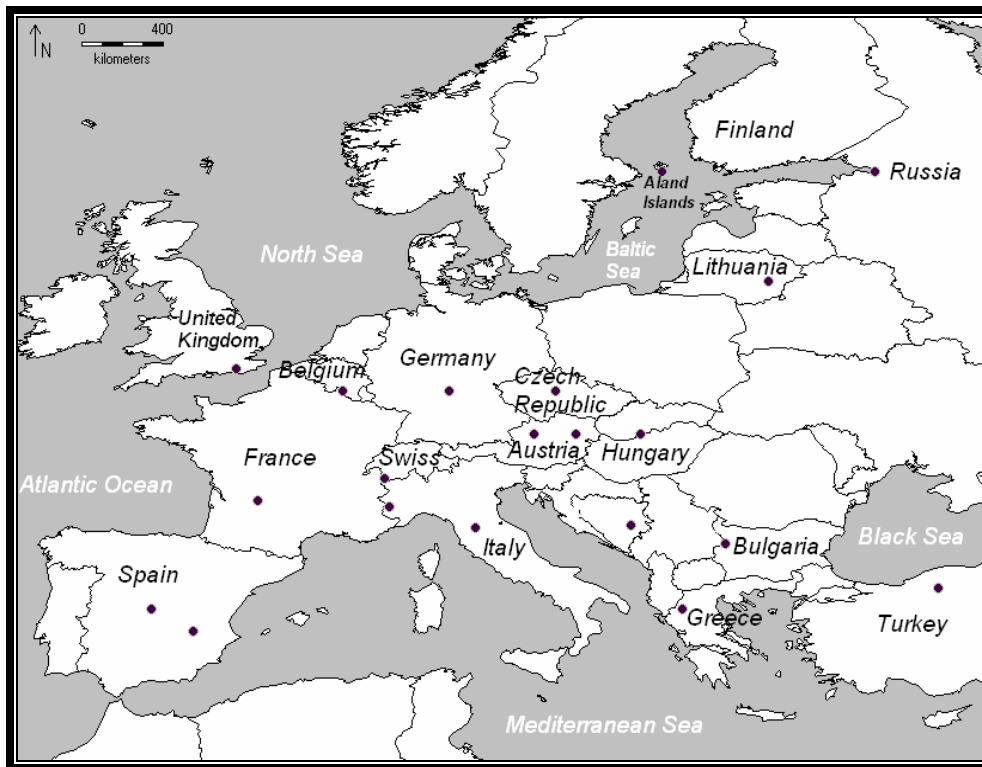 0 400
N
kilometers
Finland
Russia
Aland
Islands
North Sea
Baltic
Sea
Lithuania
United
Kingdom
Belgium
Germany
Czech
Republic
France
Swiss
Austria
Hungary
Atlantic Ocean
Black Sea
Italy
Bulgaria
Spain
Greece
Turkey
Mediterranean Sea